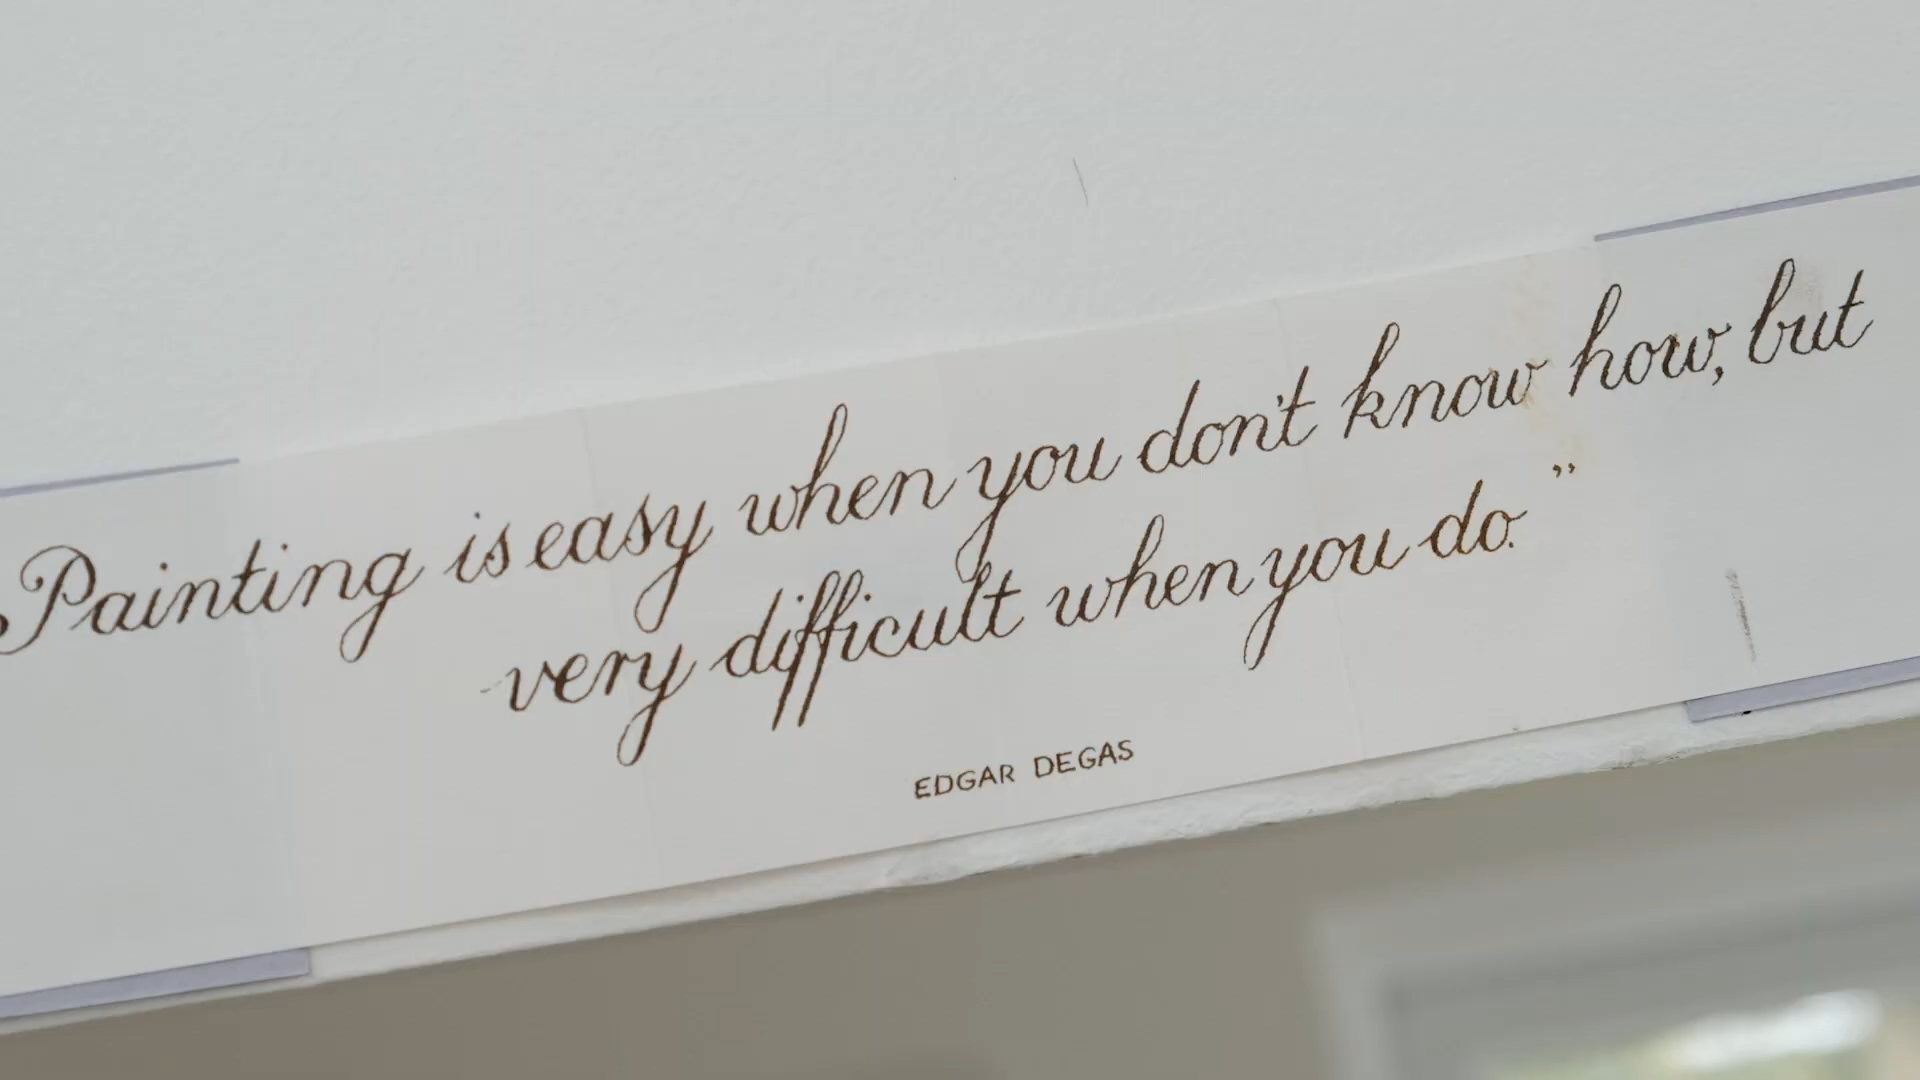 Painting is easy when you don't know how, but
very difficult when you do.”
EDGAR DEGAS